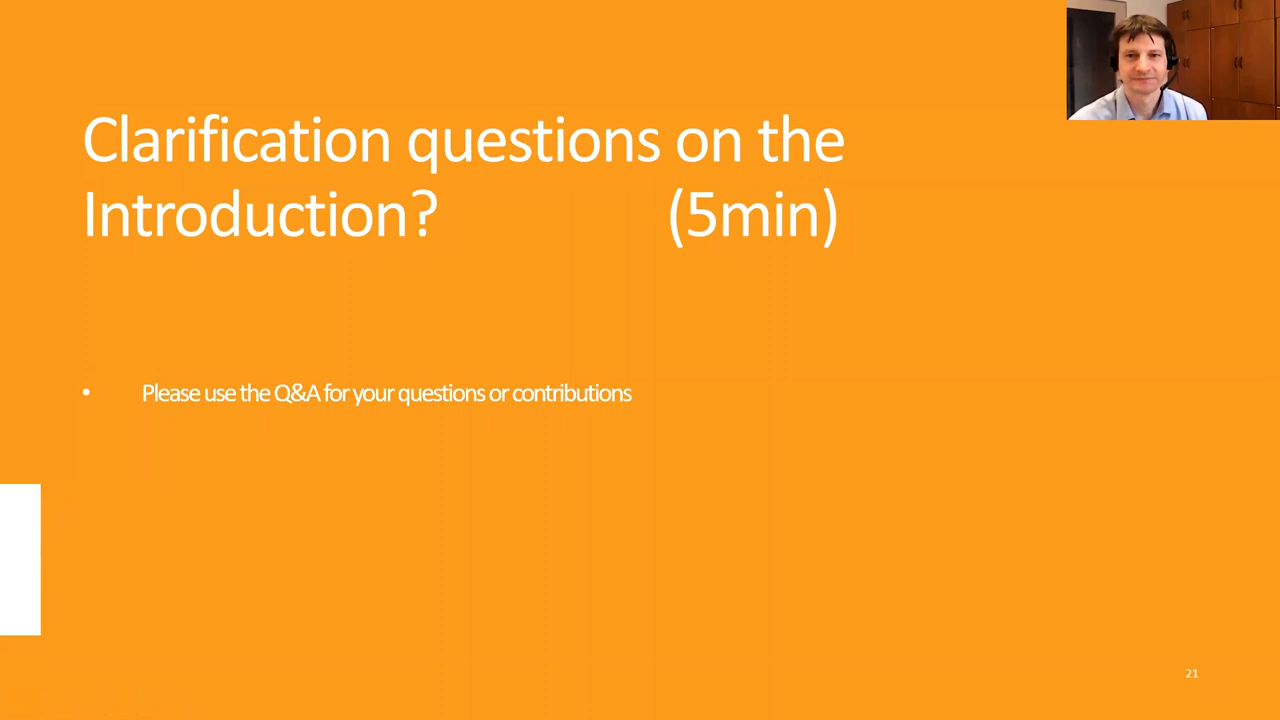 Clarification questions on the
Introduction? (5min)
• Please use the Q&A for your questions or contributions
21